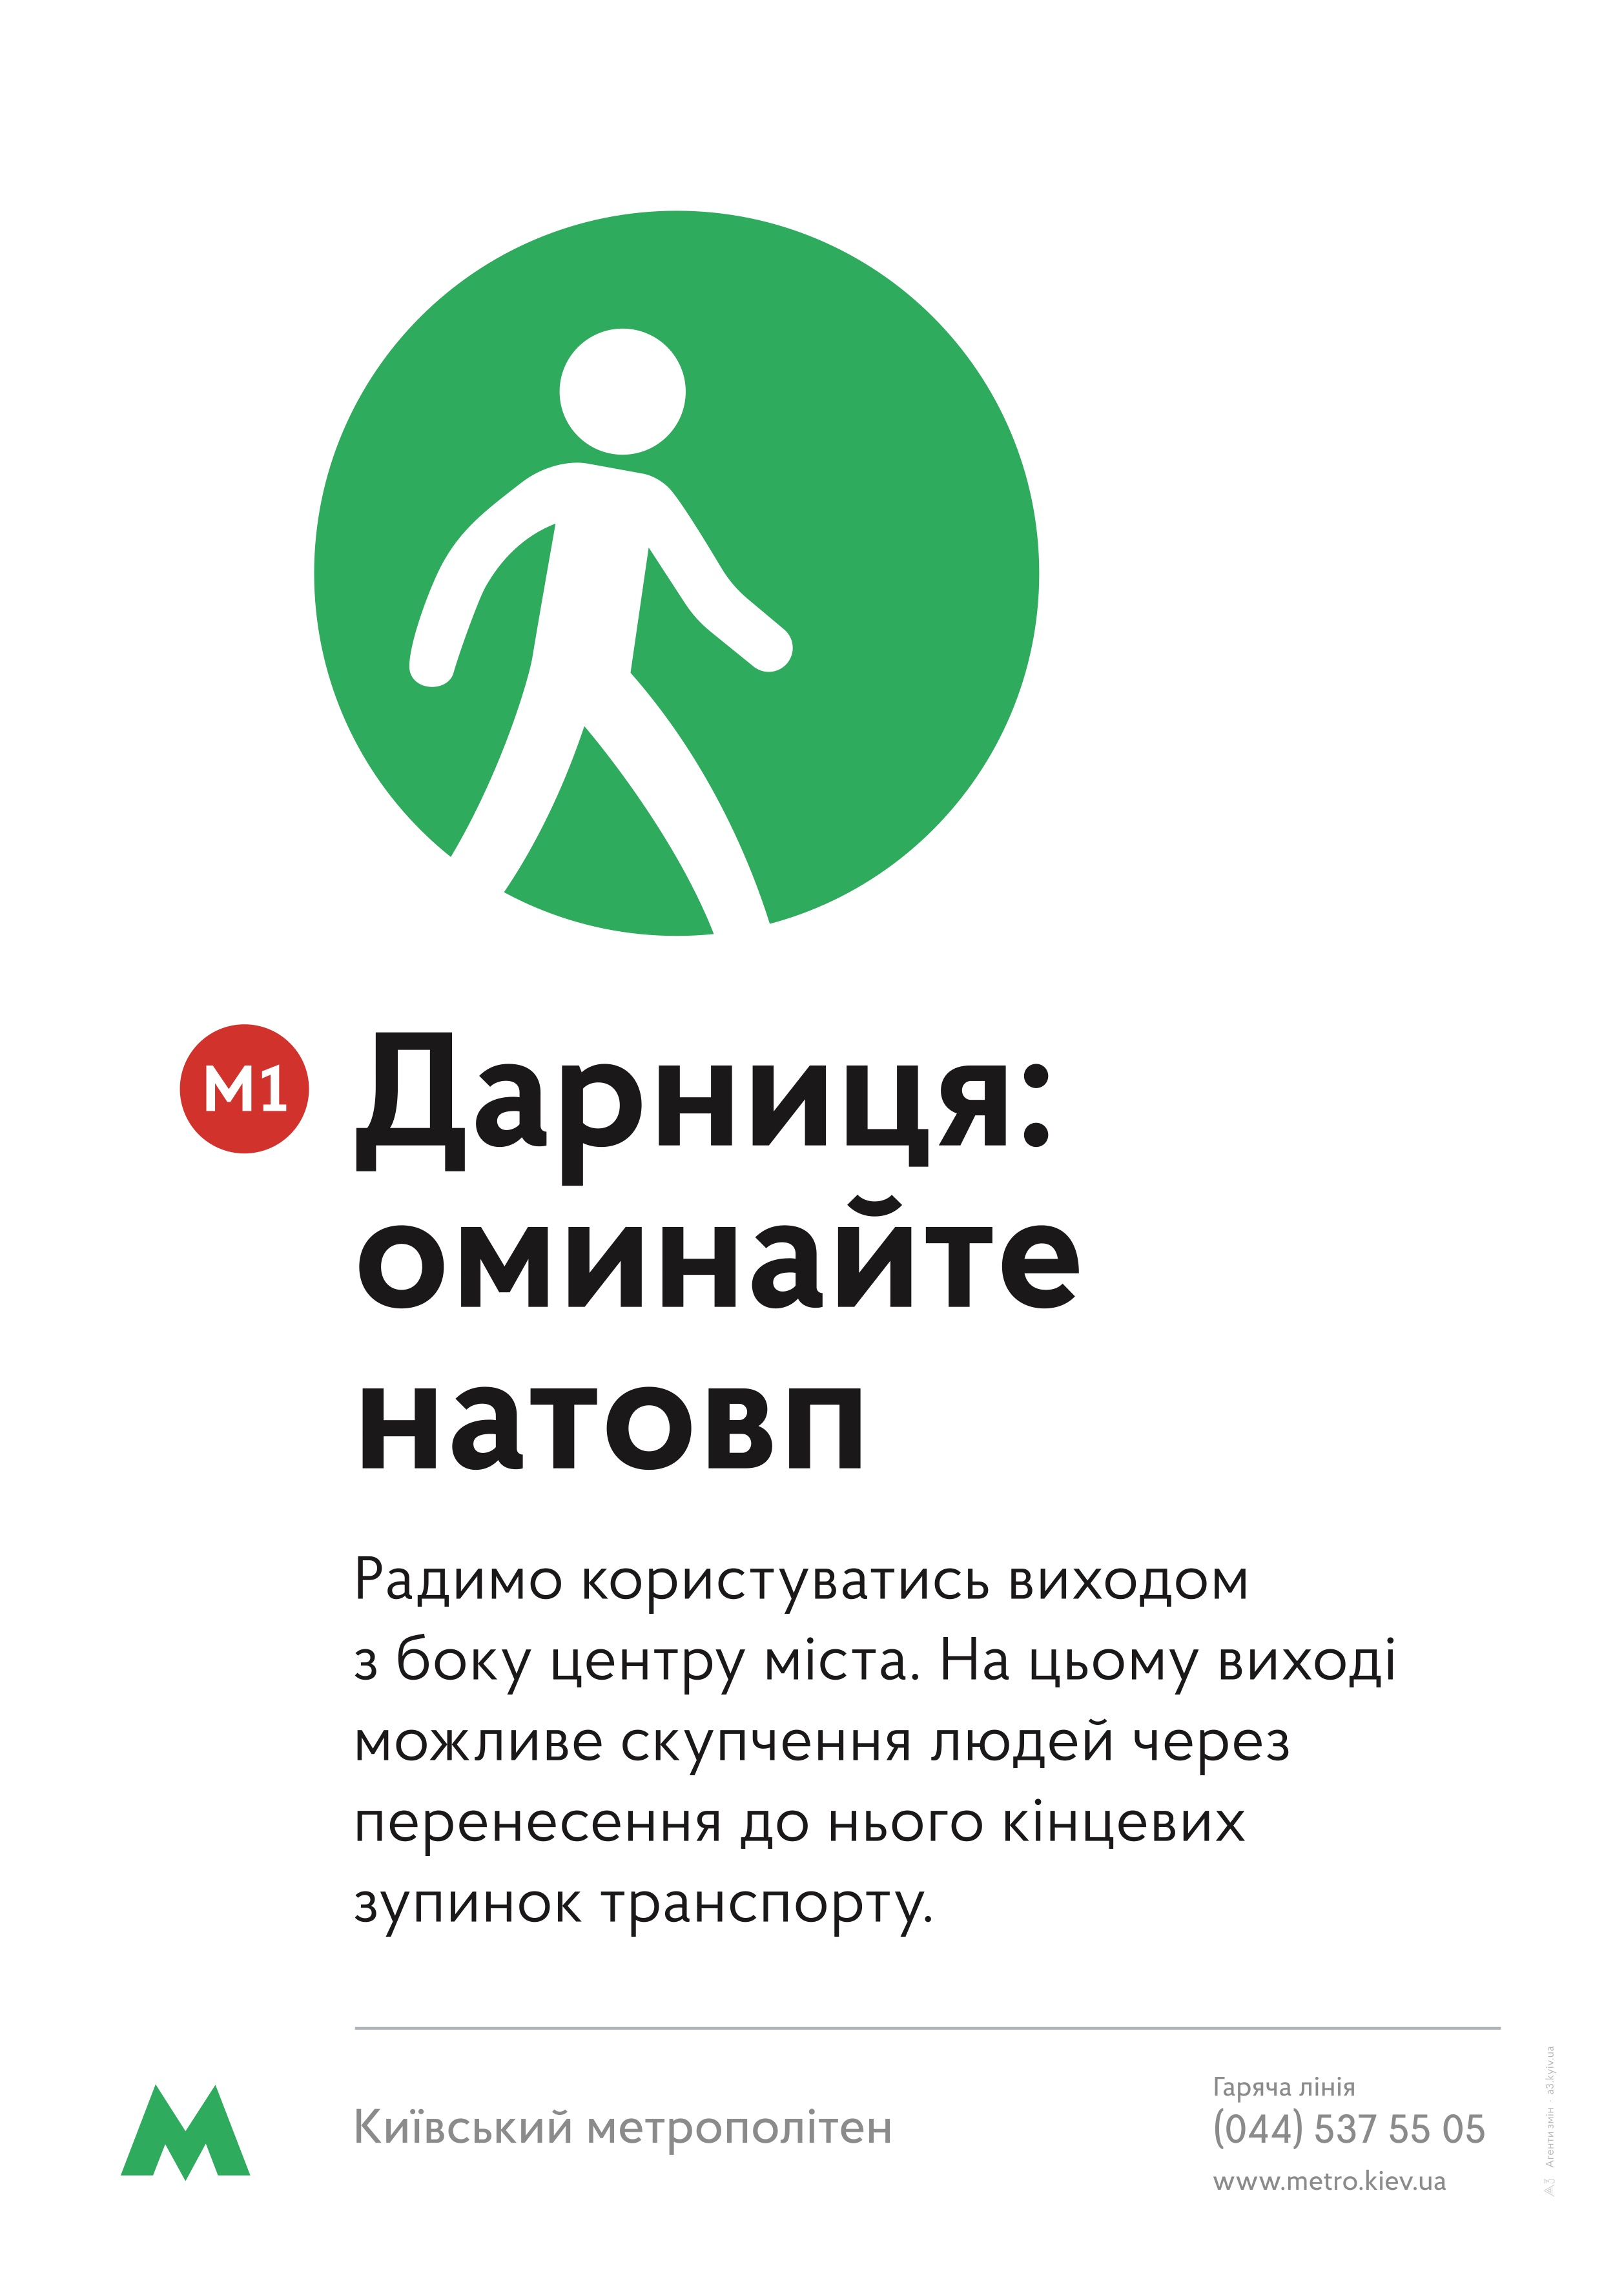 М1
Дарниця:
оминайте
натовп
Радимо користуватись виходом
з боку центру міста. На цьому виході
можливе скупчення людей через
перенесення до нього кінцевих
зупинок транспорту.
Київський метрополітен
Гаряча лінія
(044) 537 55 05
www.metro.kiev.ua
Агенти змін a3.kyiv.ua